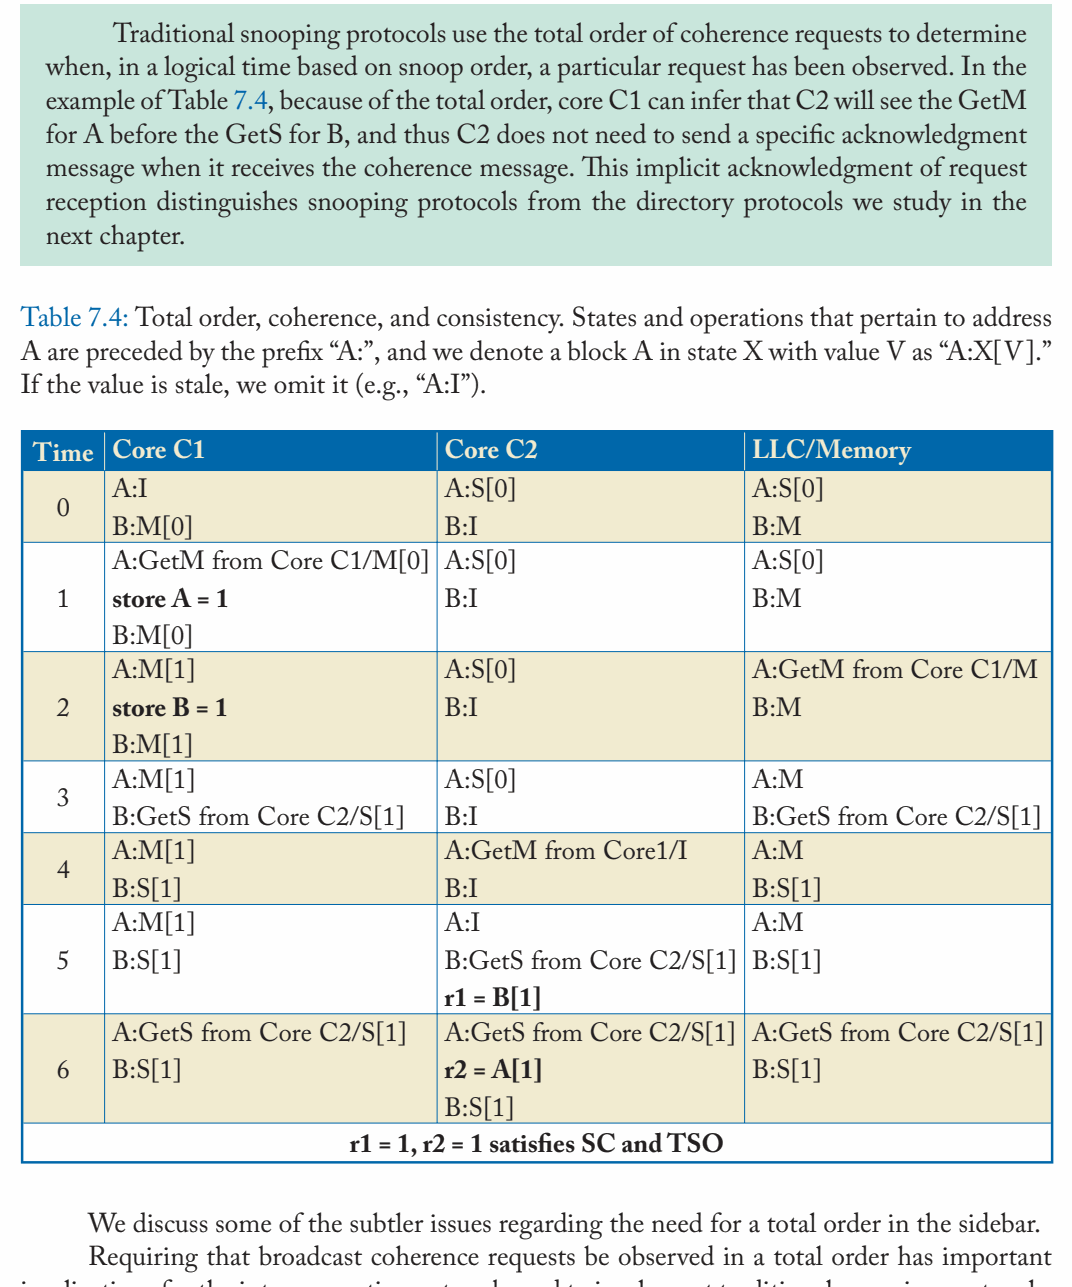 Traditional snooping protocols use the total order of coherence requests to determine
when, in a logical time based on snoop order, a particular request has been observed. In the
example of Table 7.4, because of the total order, core C1 can infer that C2 will see the GetM
for A before the GetS for B, and thus C2 does not need to send a specific acknowledgment
message when it receives the coherence message. This implicit acknowledgment of request
reception distinguishes snooping protocols from the directory protocols we study in the
next chapter.
Table 7.4: Total order, coherence, and consistency. States and operations that pertain to address
A are preceded by the prefix “A:”, and we denote a block A in state X with value V as “A:X[V].”
If the value is stale, we omit it (e.g., “A:I”).
Time Core C1 Core C2 LLC/Memory
A:I A:S[0] A:S[0]
0
B:M[0] B:I B:M
A:GetM from Core C1/M[0] A:S[0] A:S[0]
1 store A = 1 B:I B:M
B:M[0]
A:M[1] A:S[0] A:GetM from Core C1/M
2 store B = 1 B:I B:M
B:M[1]
A:M[1] A:S[0] A:M
3
B:GetS from Core C2/S[1] B:I B:GetS from Core C2/S[1]
A:M[1] A:GetM from Core1/I A:M
4
B:S[1] B:I B:S[1]
A:M[1] A:I A:M
5 B:S[1] B:GetS from Core C2/S[1] B:S[1]
r1 = B[1]
A:GetS from Core C2/S[1] A:GetS from Core C2/S[1] A:GetS from Core C2/S[1]
6 B:S[1] r2 = A[1] B:S[1]
B:S[1]
r1 = 1, r2 = 1 satisfies SC and TSO
We discuss some of the subtler issues regarding the need for a total order in the sidebar.
Requiring that broadcast coherence requests be observed in a total order has important